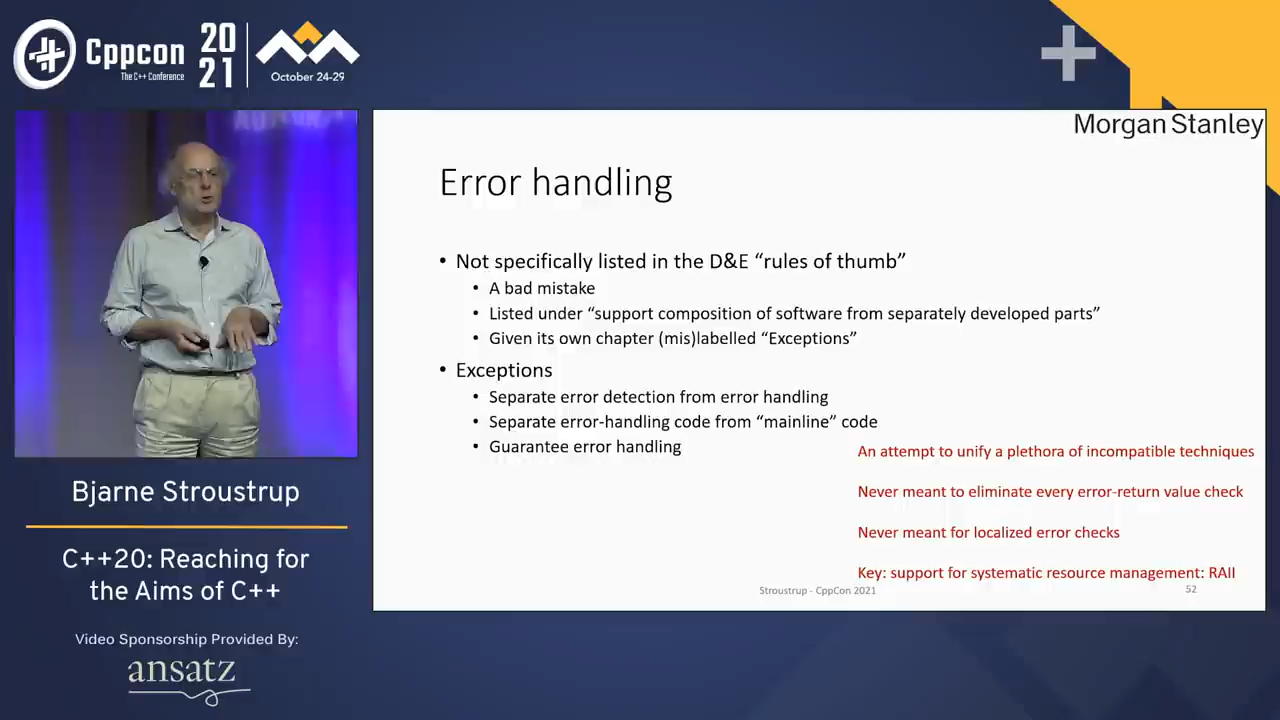 Cppcon
The C++ Conference
20
21
October 24-29
Morgan Stanley
Error handling
• Not specifically listed in the D&E “rules of thumb”
• A bad mistake
• Listed under “support composition of software from separately developed parts”
• Given its own chapter (mis)labelled “Exceptions”
• Exceptions
• Separate error detection from error handling
• Separate error-handling code from “mainline” code
• Guarantee error handling
An attempt to unify a plethora of incompatible techniques
Never meant to eliminate every error-return value check
Never meant for localized error checks
Key: support for systematic resource management: RAII
Stroustrup - CppCon 2021
52
Bjarne Stroustrup
C++20: Reaching for
the Aims of C++
Video Sponsorship Provided By:
ansatz